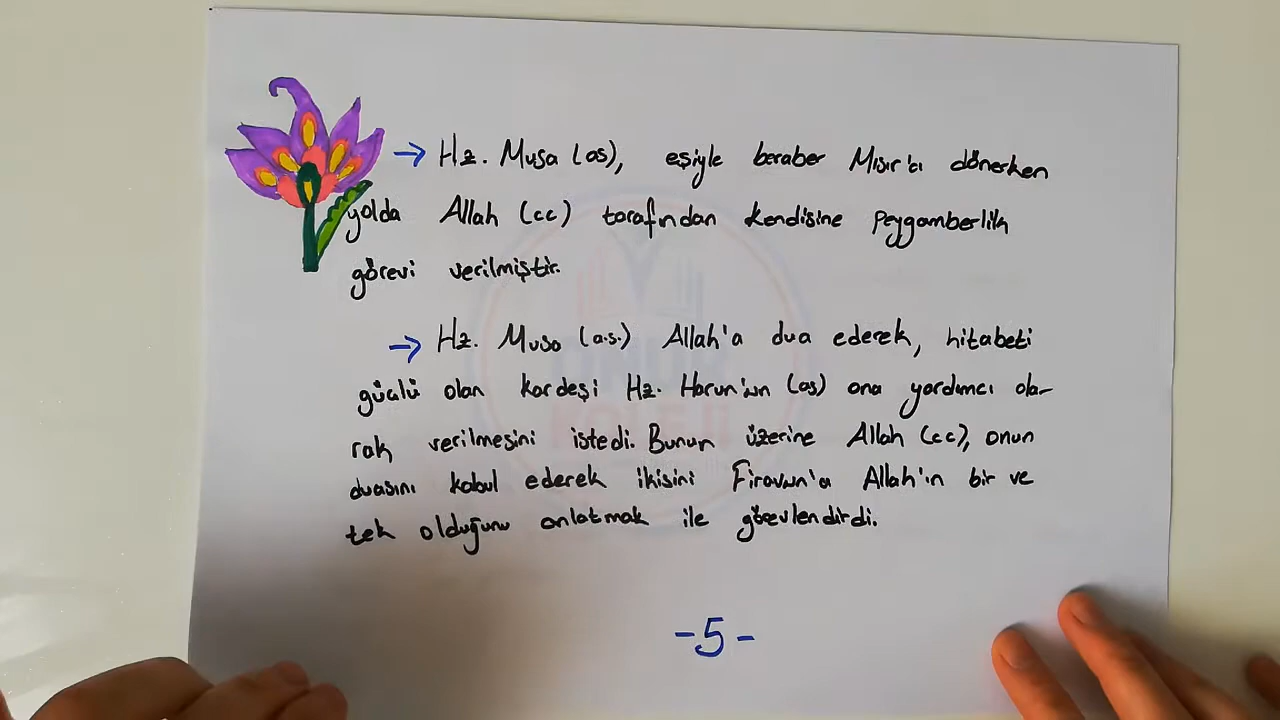 → Hz. Musa (as), eşiyle beraber Mısır'a dönerken
yolda Allah (cc) tarafından kendisine peygamberlik
görevi verilmiştir.
→ Hz. Musa (a.s.) Allah'a dua ederek, hitabeti
güçlü olan kardeşi Hz. Harun'un (as) ona yardımcı ola-
rak verilmesini istedi. Bunun üzerine Allah (cc), onun
duasını kabul ederek ikisini Firavun'a Allah'ın bir ve
tek olduğunu anlatmak ile görevlendirdi.
-5-